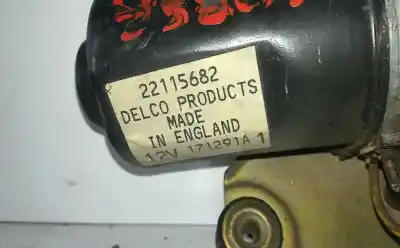 22115682
DELCO PRODUCTS
MADE
IN ENGLAND
12V 171291A 1